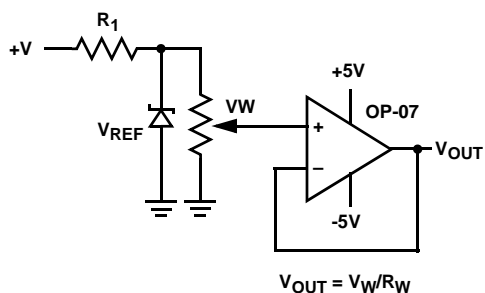 R1
+V
VREF
VW
+5V
OP-07
+
−
-5V
VOUT
VOUT = VW/RW